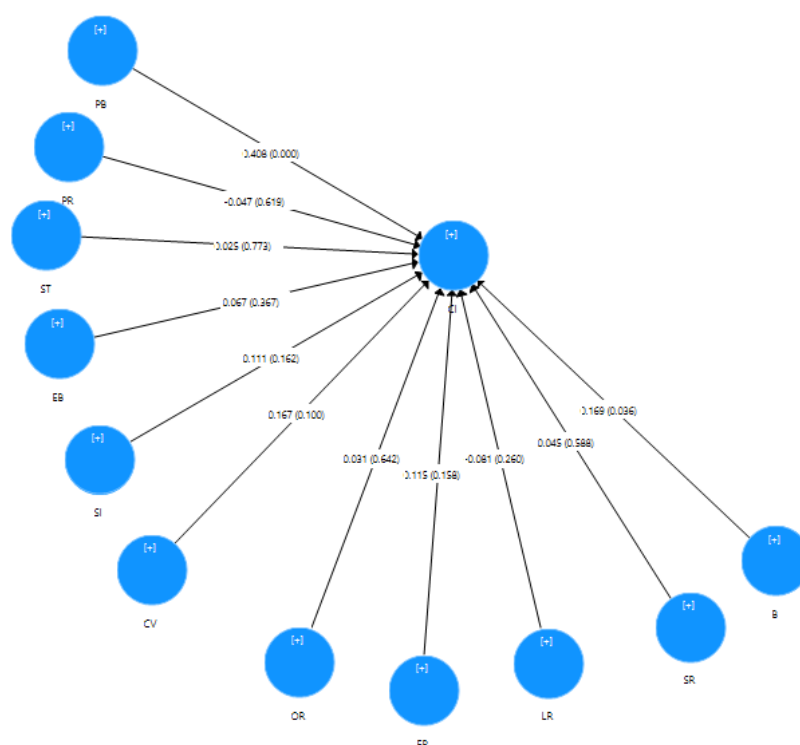 [+]
PB
0.408 (0.000)
[+]
PR
-0.047 (0.619)
[+]
ST
0.025 (0.773)
[+]
CI
[+]
EB
0.067 (0.367)
[+]
SI
0.111 (0.162)
[+]
CV
0.167 (0.100)
[+]
OR
0.031 (0.642)
[+]
0.115 (0.158)
[+]
LR
-0.081 (0.260)
[+]
SR
0.045 (0.588)
[+]
B
0.169 (0.036)